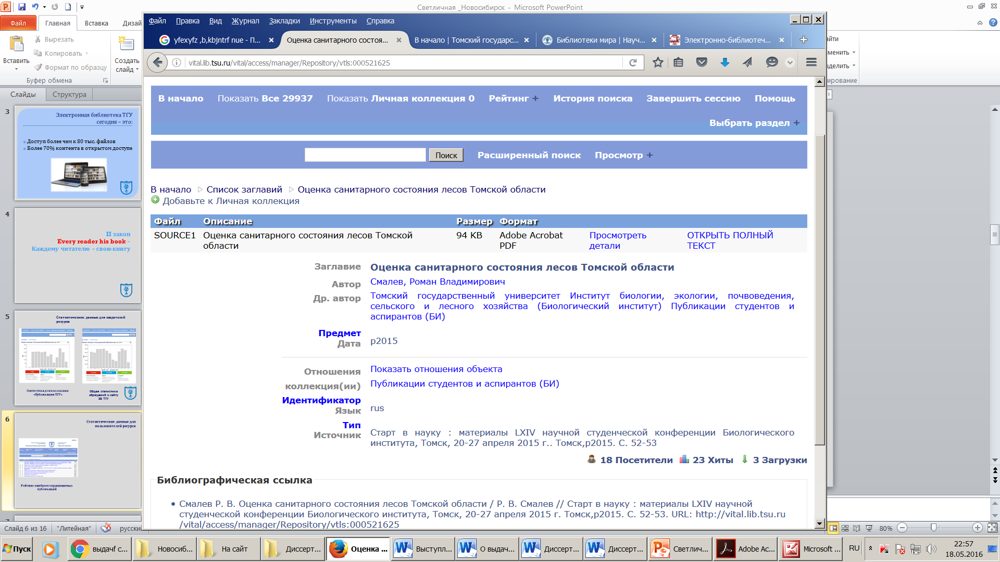 Светличная _Новосибирск - Microsoft PowerPoint
Файл
Главная
Вставка
Дизай
Вставить
Вырезать
Копировать
Формат по образцу
Буфер обмена
Создать
слайд
Слайды
Структура
3
Электронная библиотека ТГУ
сегодня – это:
Доступ более чем к 80 тыс. файлов
Более 70% контента в открытом доступе
4
II закон
Every reader his book –
Каждому читателю – свою книгу
5
Статистические данные для создателей
ресурса
Статистика для коллекции
«Публикации ТГУ»
Общая статистика
обращений к сайту
ЭБ ТГУ
6
Статистические данные для
пользователей ресурса
Рейтинг наиболее спрашиваемых
публикаций
Слайд 6 из 16
"Литейная"
русски
Файл Правка Вид Журнал Закладки Инструменты Справка
yfexyfz ,b,kbjntrf nue - П...
Оценка санитарного состоя...
В начало | Томский государс...
Библиотеки мира | Науч...
Электронно-библиотеч...
vital.lib.tsu.ru/vital/access/manager/Repository/vtls:000521625
В начало Показать Все 29937 Показать Личная коллекция 0 Рейтинг + История поиска Завершить сессию Помощь
Выбрать раздел +
Поиск Расширенный поиск Просмотр +
В начало Список заглавий Оценка санитарного состояния лесов Томской области
Добавьте к Личная коллекция
Файл Описание Размер Формат
SOURCE1 Оценка санитарного состояния лесов Томской 94 KB Adobe Acrobat Просмотреть ОТКРЫТЬ ПОЛНЫЙ
области PDF детали ТЕКСТ
Заглавие Оценка санитарного состояния лесов Томской области
Автор Смалев, Роман Владимирович
Др. автор Томский государственный университет Институт биологии, экологии, почвоведения,
сельского и лесного хозяйства (Биологический институт) Публикации студентов и
аспирантов (БИ)
Предмет
Дата p2015
Отношения Показать отношения объекта
коллекция(ии) Публикации студентов и аспирантов (БИ)
Идентификатор
Язык rus
Тип
Источник Старт в науку : материалы LXIV научной студенческой конференции Биологического
института, Томск, 20-27 апреля 2015 г.. Томск,p2015. С. 52-53
18 Посетители 23 Хиты 3 Загрузки
Библиографическая ссылка
• Смалев Р. В. Оценка санитарного состояния лесов Томской области / Р. В. Смалев // Старт в науку : материалы LXIV научной
студенческой конференции Биологического института, Томск, 20-27 апреля 2015 г. Томск,p2015. С. 52-53. URL: http://vital.lib.tsu.ru
/vital/access/manager/Repository/vtls:000521625
80%
Пуск
выдачf с...
Новосиб...
На сайт
Диссерт...
Оценка ...
Выступл...
О выдач...
Диссерт...
Диссерт...
Светлич...
Adobe Ac...
Microsoft ...
RU
22:57
18.05.2016